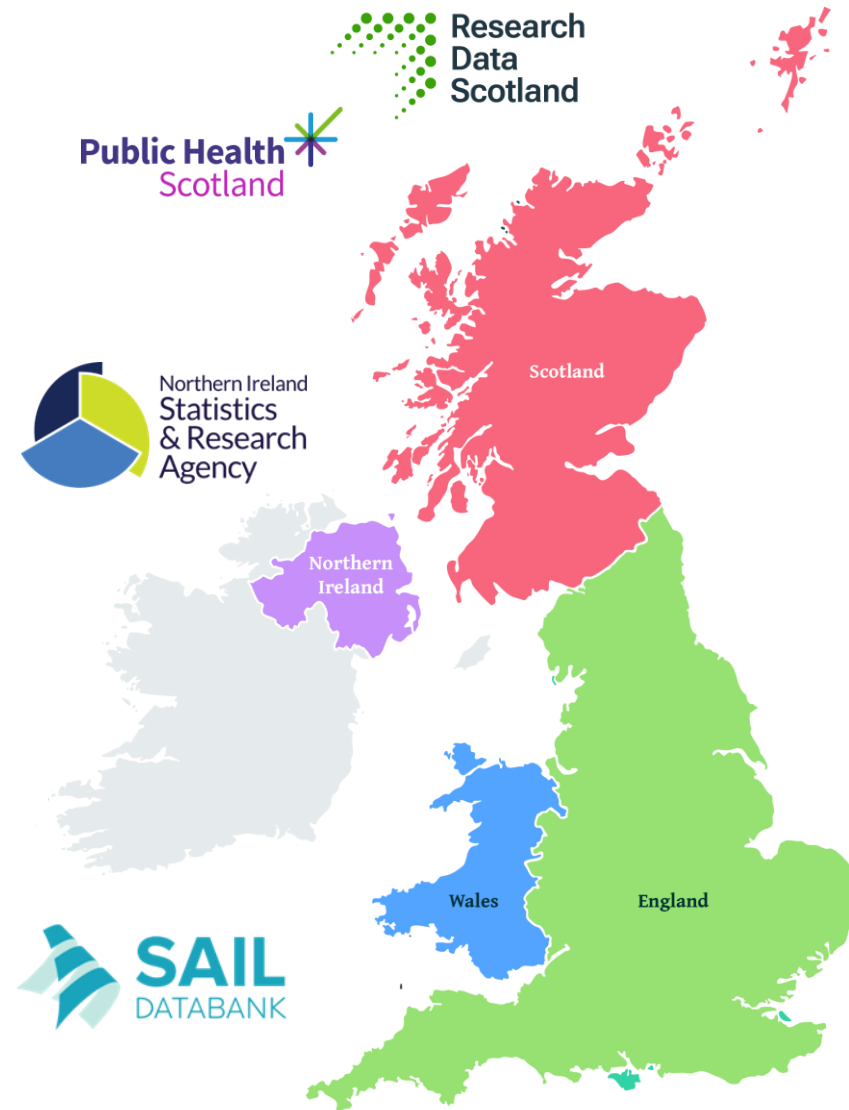 Research
Data
Scotland
Public Health
Scotland
Scotland
Northern Ireland
Statistics
& Research
Agency
Northern
Ireland
Wales
England
SAIL
DATABANK